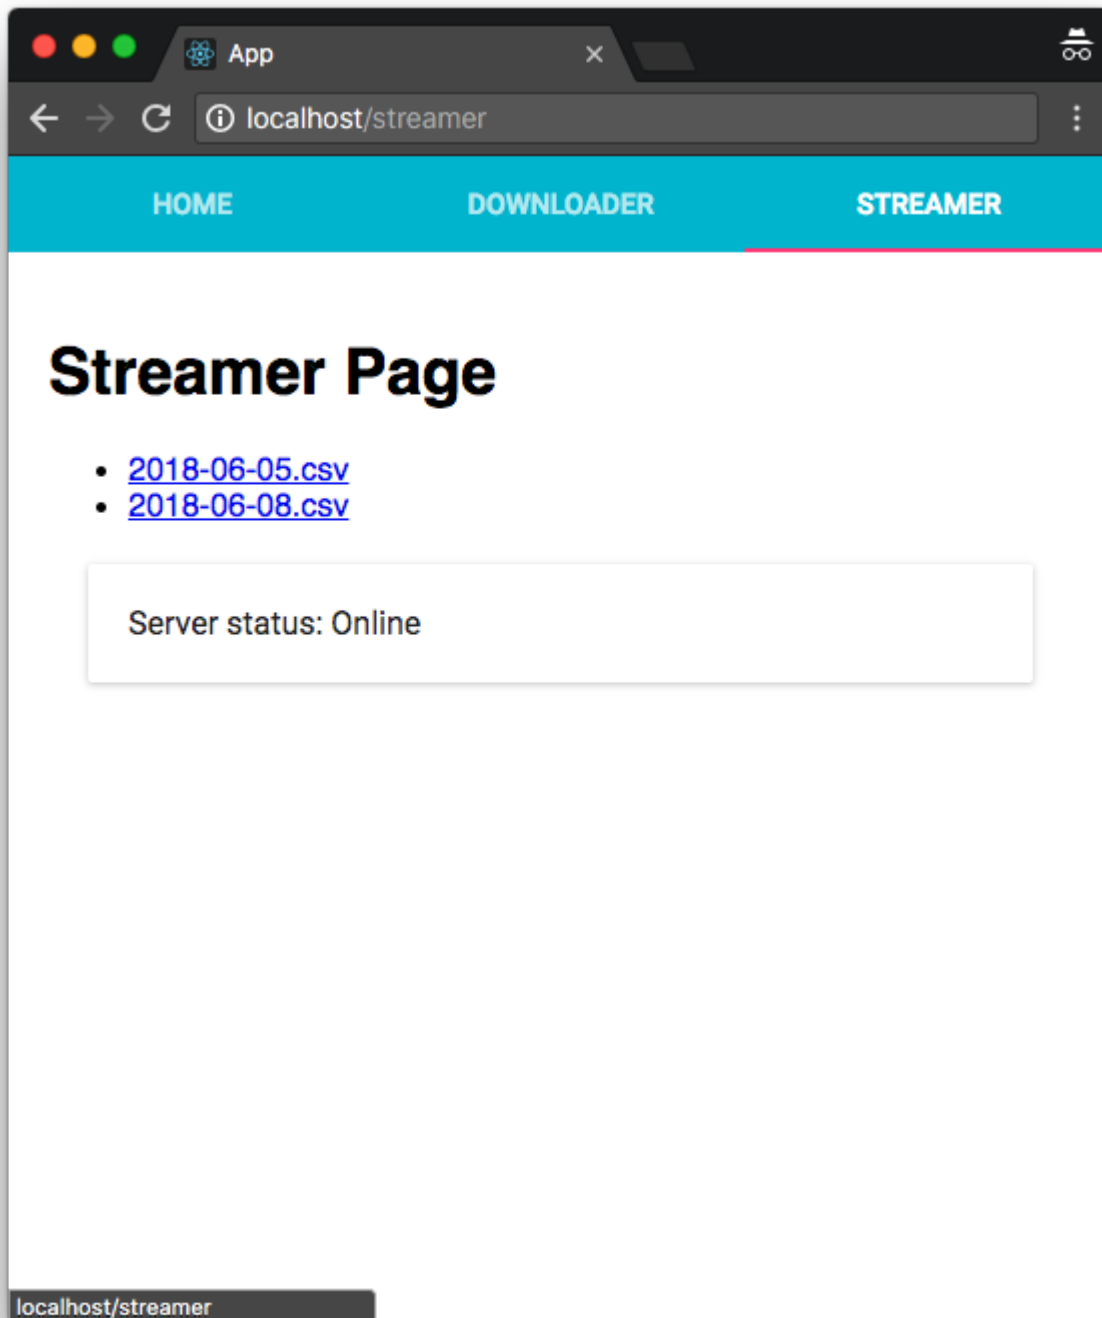 App
localhost/streamer
HOME DOWNLOADER STREAMER
Streamer Page
2018-06-05.csv
2018-06-08.csv
Server status: Online
localhost/streamer